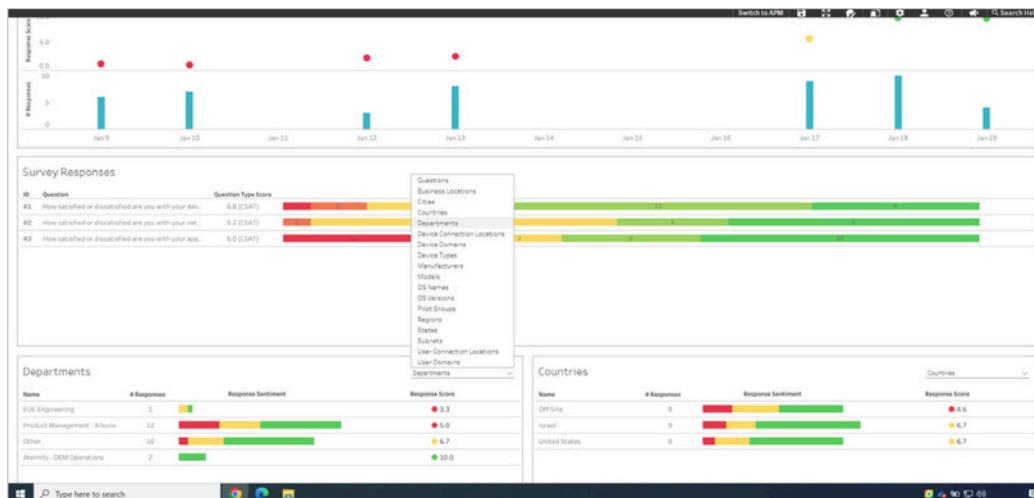 Switch to APM Search He
Response Score
5.0
0.0
# Responses
10
5
0
Jan 9 Jan 10 Jan 11 Jan 12 Jan 13 Jan 14 Jan 15 Jan 16 Jan 17 Jan 18 Jan 19
Survey Responses
ID Question Question Type Score
#1 How satisfied or dissatisfied are you with your dev... 6.8 (CSAT)
#2 How satisfied or dissatisfied are you with your net... 5.2 (CSAT)
#3 How satisfied or dissatisfied are you with your app... 6.0 (CSAT)
Questions
Business Locations
Cities
Countries
Departments
Device Connection Locations
Device Domains
Device Types
Manufacturers
Models
OS Names
OS Versions
Pilot Groups
Regions
States
Subnets
User Connection Locations
User Domains
Departments Departments
Name # Responses Response Sentiment Response Score
EUE Engineering 1 3.3
Product Management - Alluvio 12 5.0
Other 10 6.7
Aternity - DEM Operations 2 10.0
Countries Countries
Name # Responses Response Sentiment Response Score
Off-Site 8 4.6
Israel 9 6.7
United States 8 6.7
Type here to search